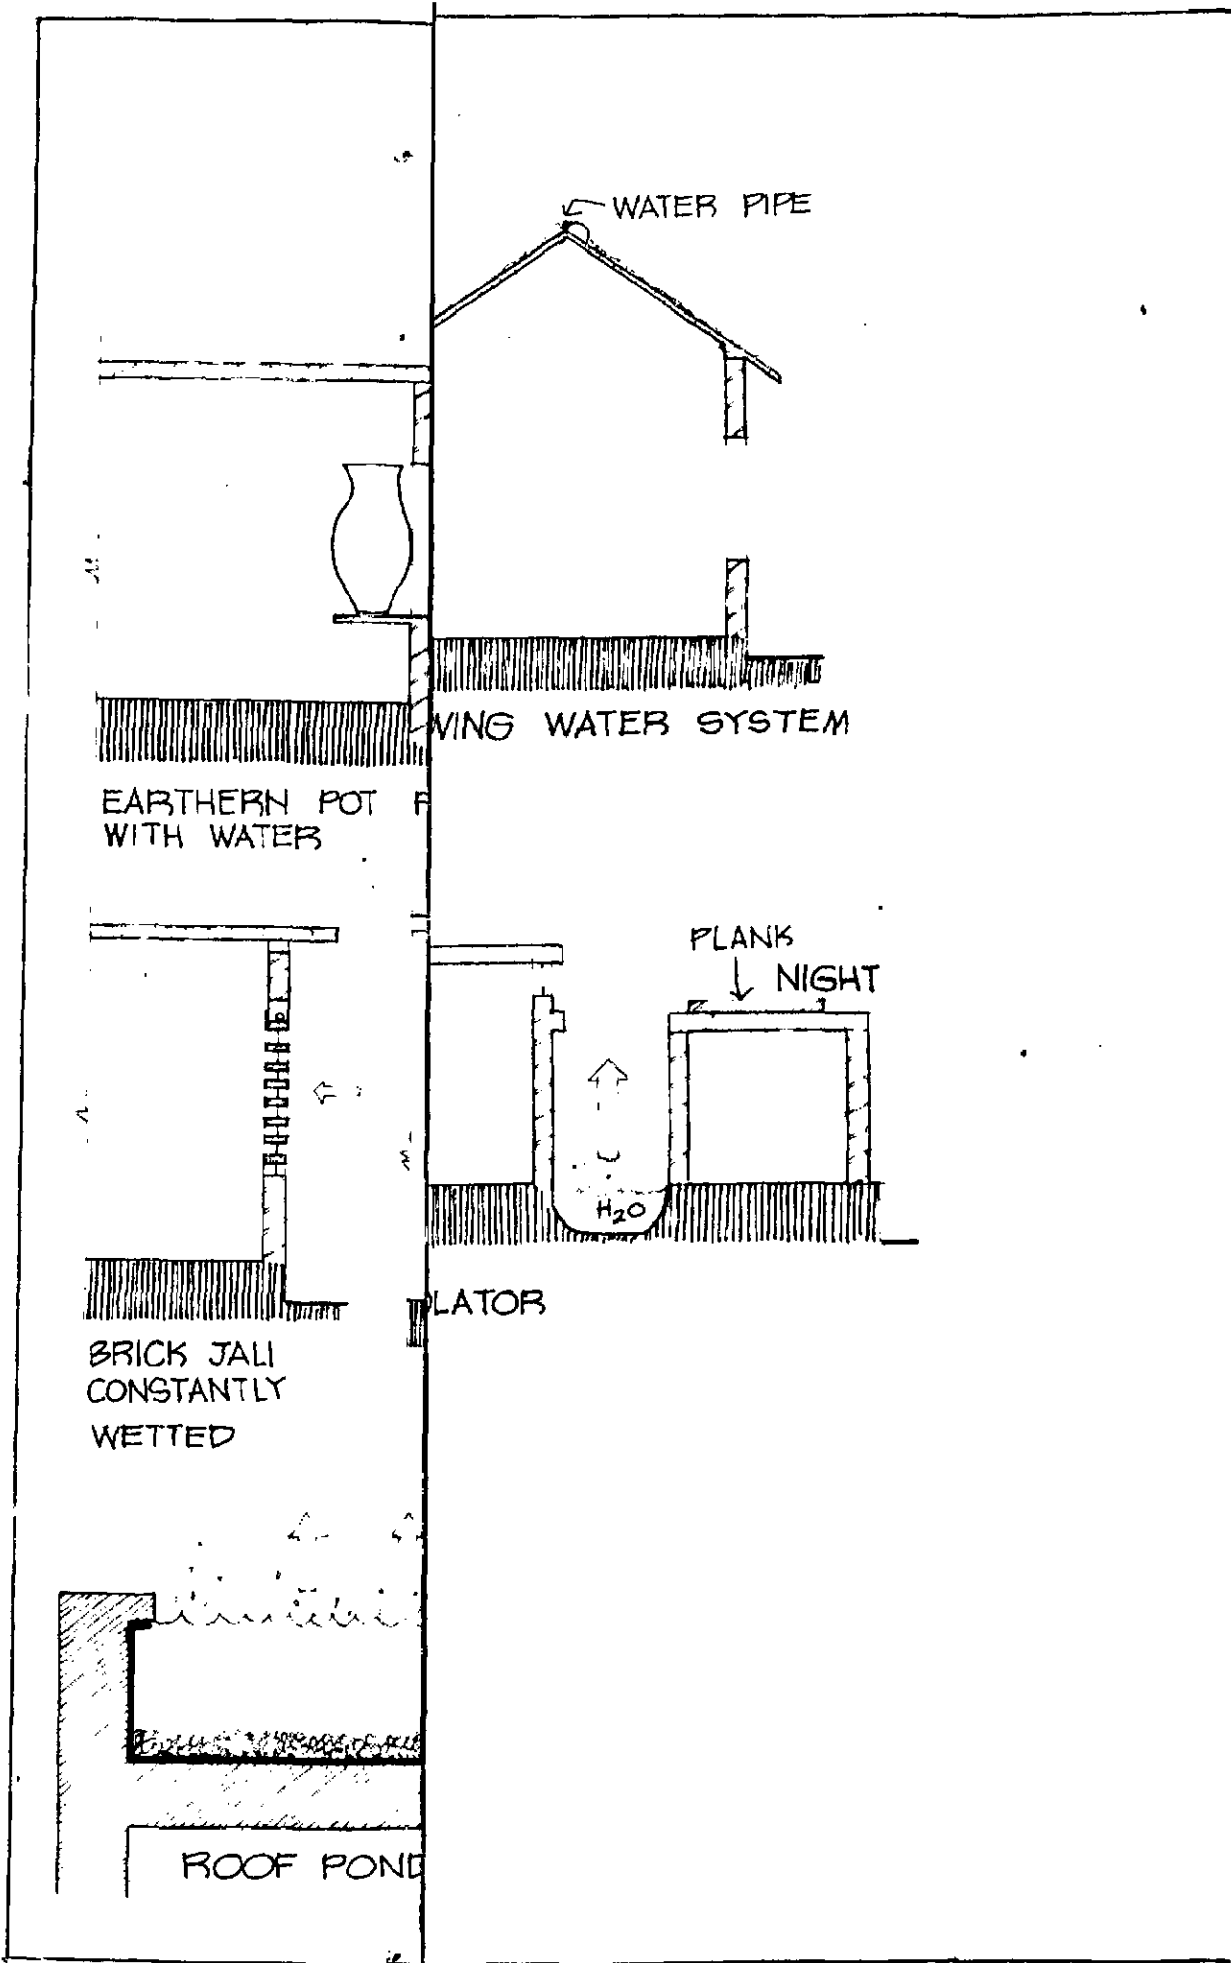 WATER PIPE
WING WATER SYSTEM
EARTHERN POT F
WITH WATER
PLANK
NIGHT
H2O
LATOR
BRICK JALI
CONSTANTLY
WETTED
ROOF POND